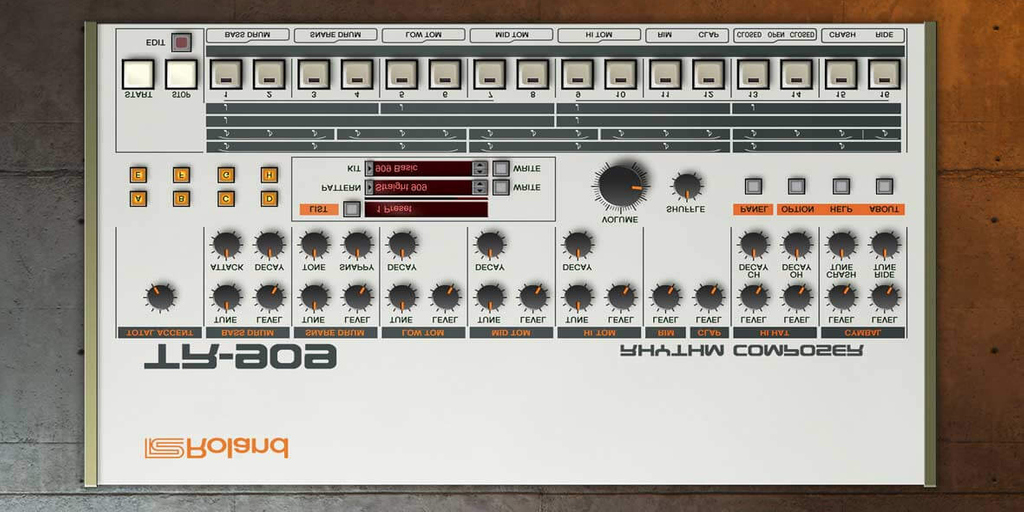 Roland
TR-909 RHYTHM COMPOSER
TOTAL ACCENT BASS DRUM SNARE DRUM LOW TOM MID TOM HI TOM RIM CLAP HI HAT CYMBAL
TUNE LEVEL TUNE LEVEL TUNE LEVEL TUNE LEVEL TUNE LEVEL LEVEL LEVEL LEVEL LEVEL LEVEL LEVEL
CH OH CRASH RIDE
ATTACK DECAY TONE SNAPPY DECAY DECAY DECAY DECAY DECAY TUNE TUNE
VOLUME
LIST 1 Preset SHUFFLE PANEL OPTION HELP ABOUT
A B C D
PATTERN Straight 909 WRITE
E F G H
KIT 909 Basic WRITE
START STOP 1 2 3 4 5 6 7 8 9 10 11 12 13 14 15 16
EDIT
BASS DRUM SNARE DRUM LOW TOM MID TOM HI TOM RIM CLAP CLOSED OPEN CLOSED CRASH RIDE